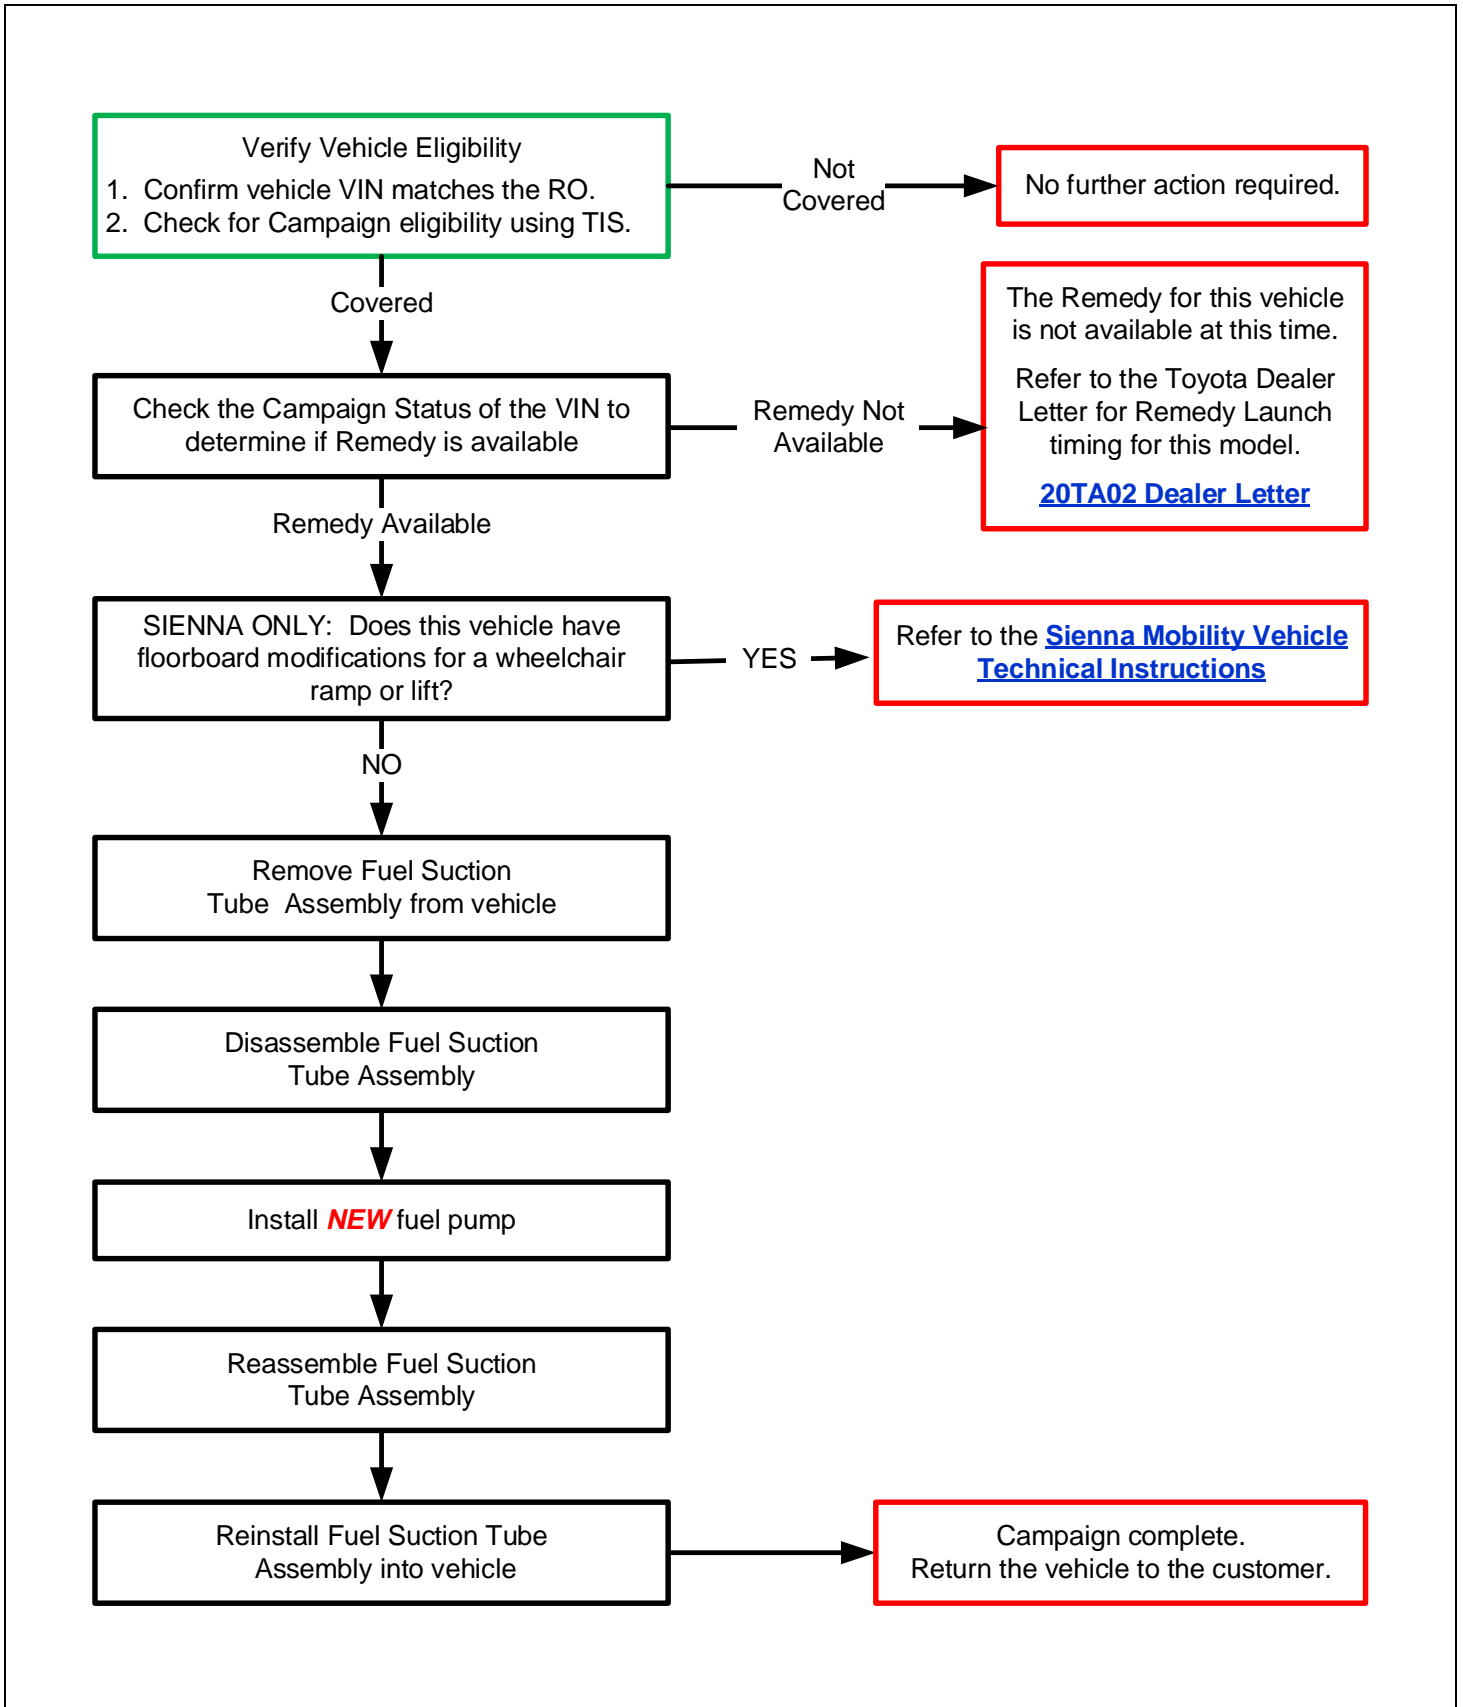 Verify Vehicle Eligibility
1. Confirm vehicle VIN matches the RO.
2. Check for Campaign eligibility using TIS.
Not
Covered
No further action required.
Covered
The Remedy for this vehicle
is not available at this time.
Refer to the Toyota Dealer
Letter for Remedy Launch
timing for this model.
20TA02 Dealer Letter
Check the Campaign Status of the VIN to
determine if Remedy is available
Remedy Not
Available
Remedy Available
SIENNA ONLY: Does this vehicle have
floorboard modifications for a wheelchair
ramp or lift?
YES
Refer to the Sienna Mobility Vehicle
Technical Instructions
NO
Remove Fuel Suction
Tube Assembly from vehicle
Disassemble Fuel Suction
Tube Assembly
Install NEW fuel pump
Reassemble Fuel Suction
Tube Assembly
Reinstall Fuel Suction Tube
Assembly into vehicle
Campaign complete.
Return the vehicle to the customer.